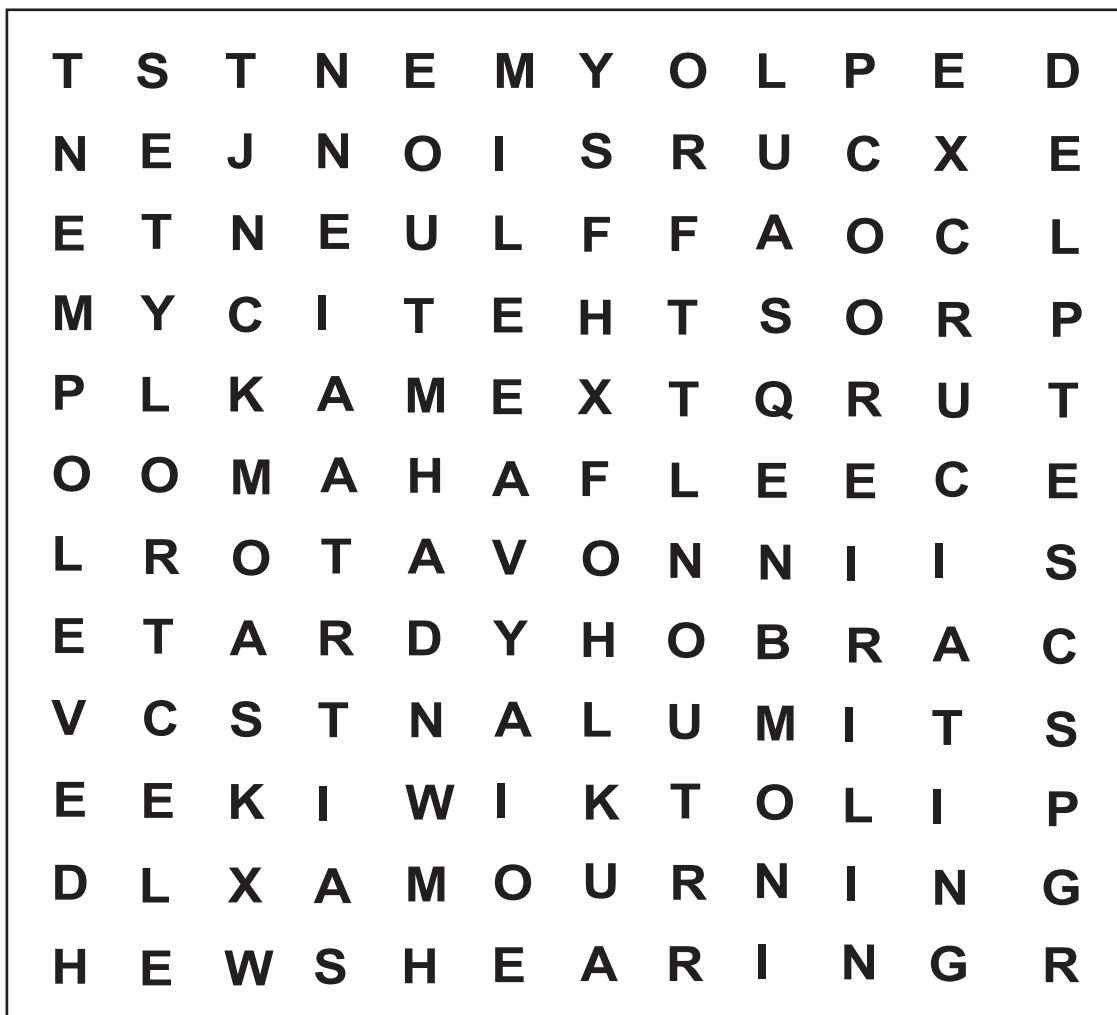 T S T N E M Y O L P E D
N E J N O I S R U C X E
E T N E U L F F A O C L
M Y C I T E H T S O R P
P L K A M E X T Q R U T
O O M A H A F L E E C E
L R O T A V O N N I I S
E T A R D Y H O B R A C
V C S T N A L U M I T S
E E K I W I K T O L I P
D L X A M O U R N I N G
H E W S H E A R I N G R